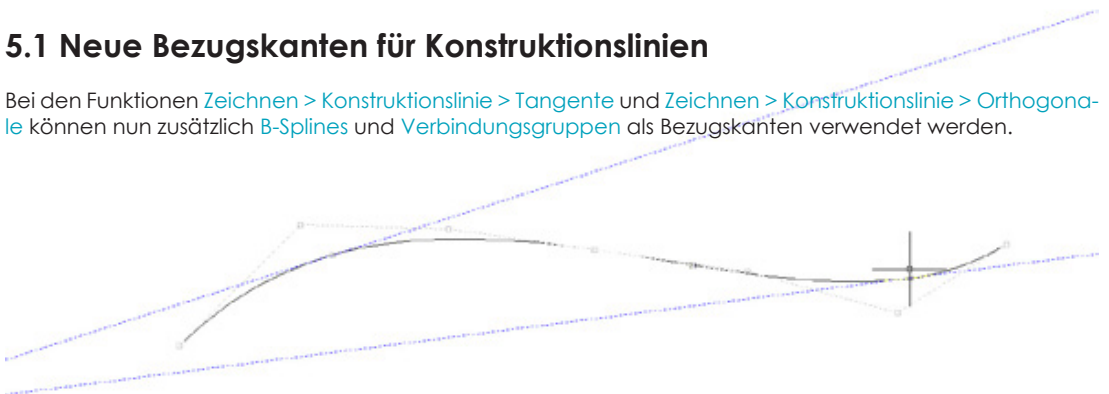 5.1 Neue Bezugskanten für Konstruktionslinien
Bei den Funktionen Zeichnen > Konstruktionslinie > Tangente und Zeichnen > Konstruktionslinie > Orthogona-
le können nun zusätzlich B-Splines und Verbindungsgruppen als Bezugskanten verwendet werden.